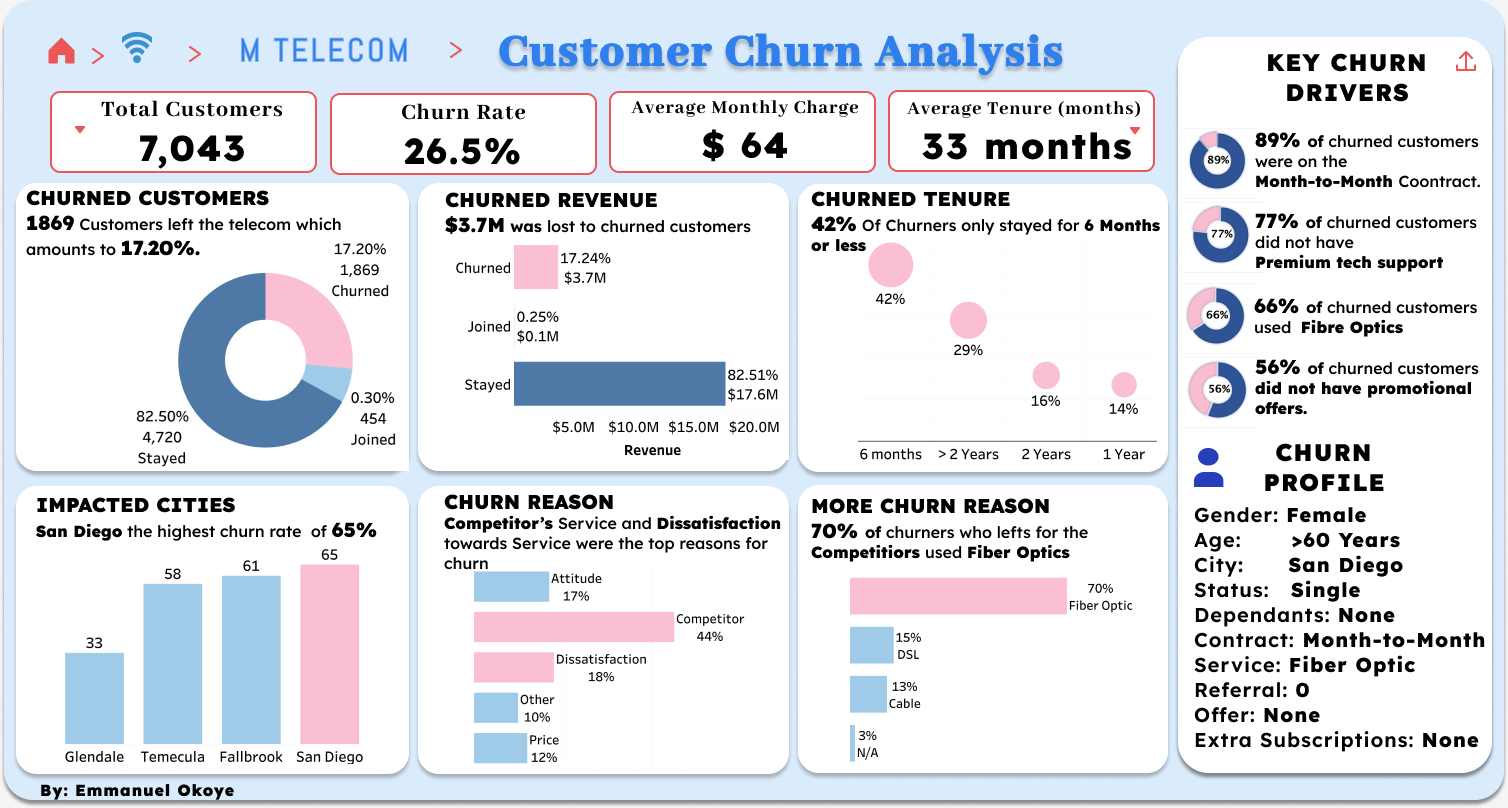 M TELECOM
Customer Churn Analysis
Total Customers
7,043
Churn Rate
26.5%
Average Monthly Charge
$ 64
Average Tenure (months)
33 months
CHURNED CUSTOMERS
1869 Customers left the telecom which
amounts to 17.20%.
17.20%
1,869
Churned
0.30%
454
Joined
82.50%
4,720
Stayed
CHURNED REVENUE
$3.7M was lost to churned customers
Churned
17.24%
$3.7M
Joined
0.25%
$0.1M
Stayed
82.51%
$17.6M
$5.0M $10.0M $15.0M $20.0M
Revenue
CHURNED TENURE
42% Of Churners only stayed for 6 Months
or less
42%
29%
16%
14%
6 months > 2 Years 2 Years 1 Year
IMPACTED CITIES
San Diego the highest churn rate of 65%
33
58
61
65
Glendale Temecula Fallbrook San Diego
CHURN REASON
Competitor's Service and Dissatisfaction
towards Service were the top reasons for
churn
Attitude
17%
Competitor
44%
Dissatisfaction
18%
Other
10%
Price
12%
MORE CHURN REASON
70% of churners who lefts for the
Competitiors used Fiber Optics
70%
Fiber Optic
15%
DSL
13%
Cable
3%
N/A
KEY CHURN
DRIVERS
89%
89% of churned customers
were on the
Month-to-Month Coontract.
77%
77% of churned customers
did not have
Premium tech support
66%
66% of churned customers
used Fibre Optics
56%
56% of churned customers
did not have promotional
offers.
CHURN
PROFILE
Gender: Female
Age: >60 Years
City: San Diego
Status: Single
Dependants: None
Contract: Month-to-Month
Service: Fiber Optic
Referral: 0
Offer: None
Extra Subscriptions: None
By: Emmanuel Okoye